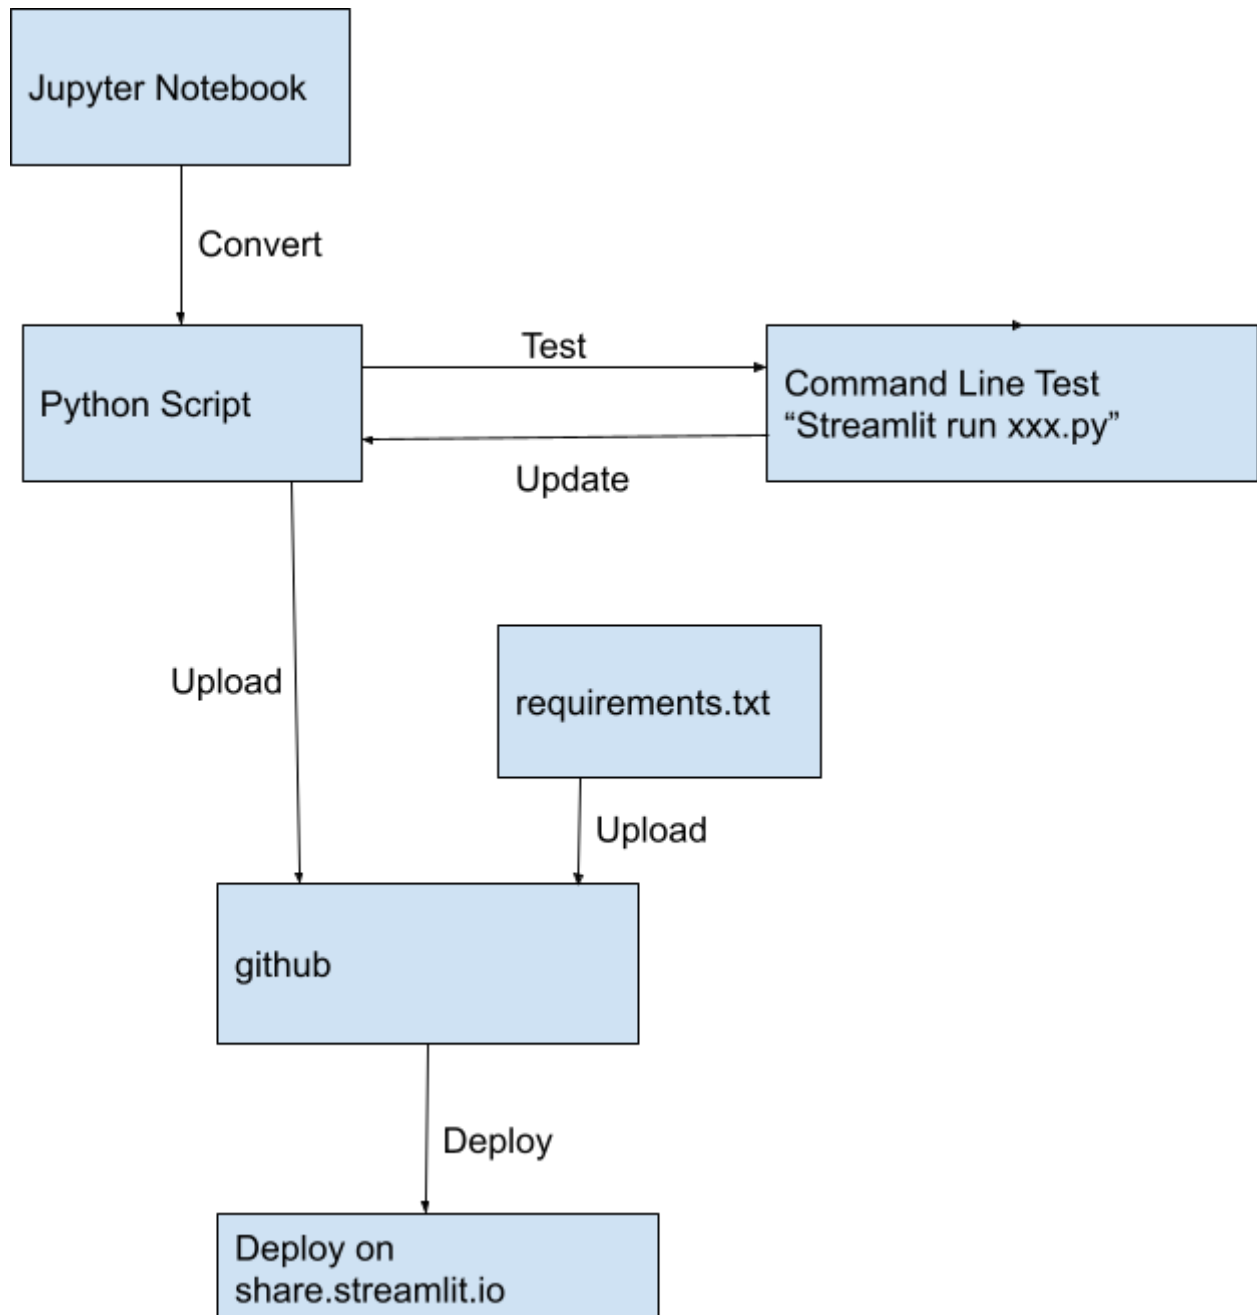 Jupyter Notebook
Convert
Python Script
Test
Command Line Test
“Streamlit run xxx.py”
Update
Upload
requirements.txt
Upload
github
Deploy
Deploy on
share.streamlit.io